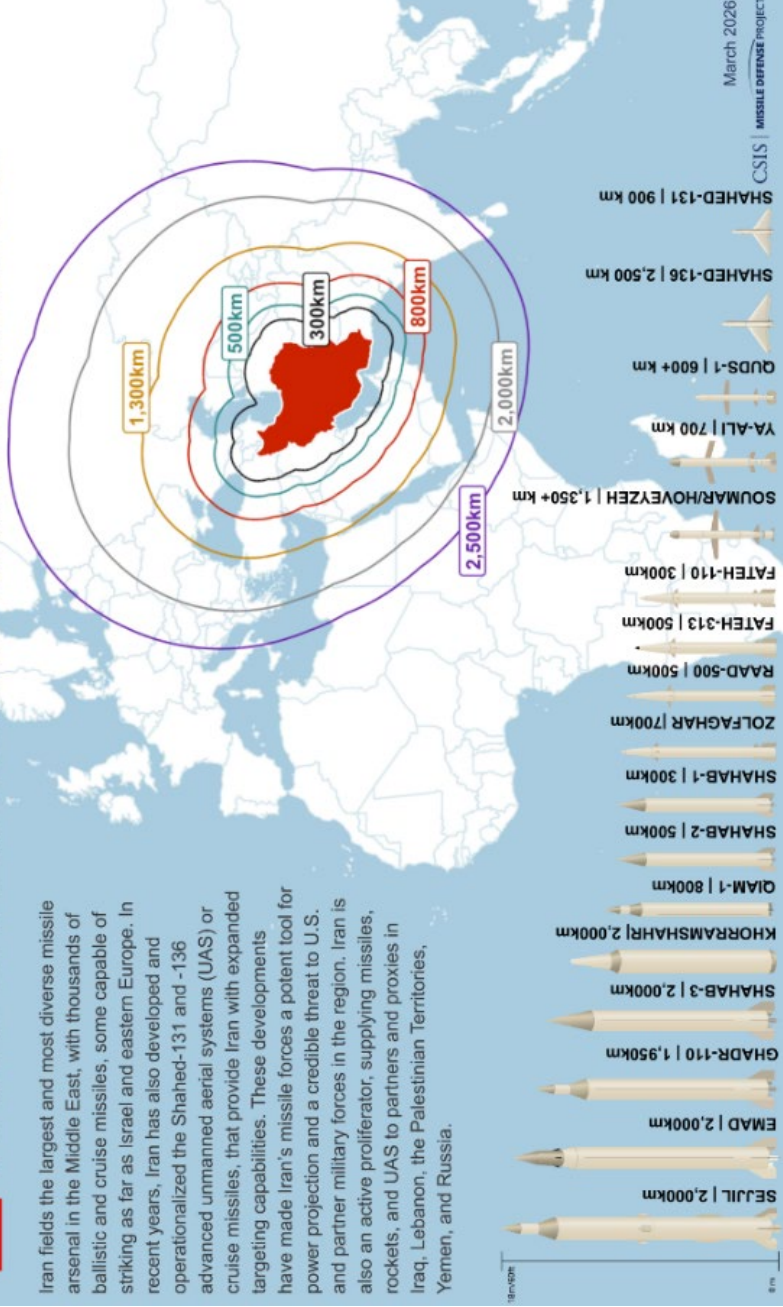 Iran fields the largest and most diverse missile
arsenal in the Middle East, with thousands of
ballistic and cruise missiles, some capable of
striking as far as Israel and eastern Europe. In
recent years, Iran has also developed and
operationalized the Shahed-131 and -136
advanced unmanned aerial systems (UAS) or
cruise missiles, that provide Iran with expanded
targeting capabilities. These developments
have made Iran's missile forces a potent tool for
power projection and a credible threat to U.S.
and partner military forces in the region. Iran is
also an active proliferator, supplying missiles,
rockets, and UAS to partners and proxies in
Iraq, Lebanon, the Palestinian Territories,
Yemen, and Russia.
1,300km
500km
300km
800km
2,000km
2,500km
18m/60ft
0 m
SEJJIL | 2,000km
EMAD | 2,000km
GHADR-110 | 1,950km
SHAHAB-3 | 2,000km
KHORRAMSHAHR| 2,000km
QIAM-1 | 800km
SHAHAB-2 | 500km
SHAHAB-1 | 300km
ZOLFAGHAR |700km
RAAD-500 | 500km
FATEH-313 | 500km
FATEH-110 | 300km
SOUMAR/HOVEYZEH | 1,350+ km
YA-ALI | 700 km
QUDS-1 | 600+ km
SHAHED-136 | 2,500 km
SHAHED-131 | 900 km
March 2026
CSIS | MISSILE DEFENSE PROJECT